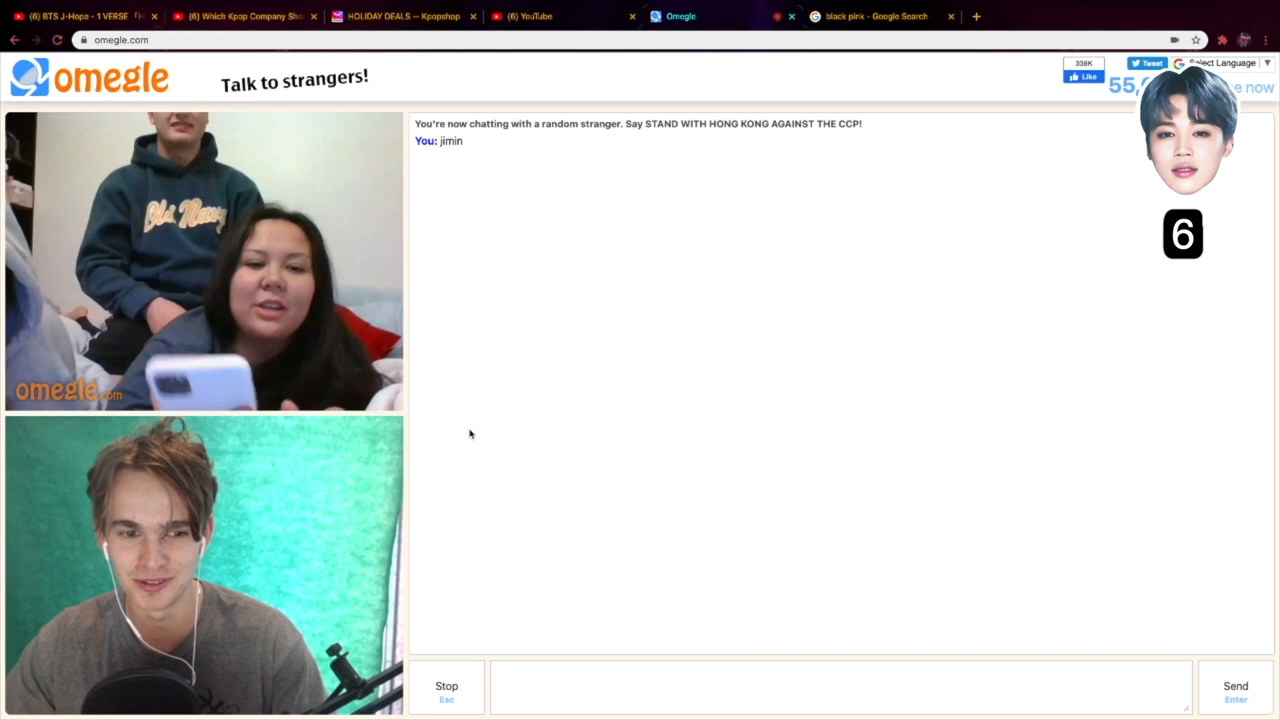 (6) BTS J-Hope - 1 VERSE
(6) Which Kpop Company Sho
HOLIDAY DEALS — Kpopshop
(6) YouTube
Omegle
black pink - Google Search
omegle.com
omegle
Talk to strangers!
338K
Like
Tweet
Select Language
55,
e now
You're now chatting with a random stranger. Say STAND WITH HONG KONG AGAINST THE CCP!
You: jimin
6
omegle.com
Stop
Esc
Send
Enter